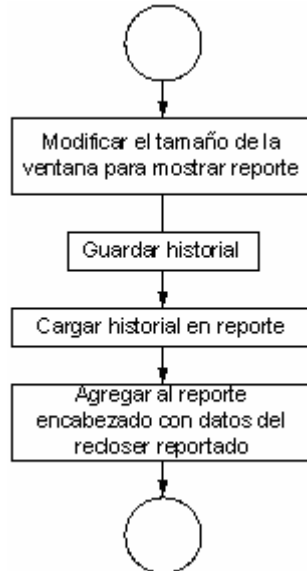 Modificar el tamaño de la
ventana para mostrar reporte
Guardar historial
Cargar historial en reporte
Agregar al reporte
encabezado con datos del
recloser reportado